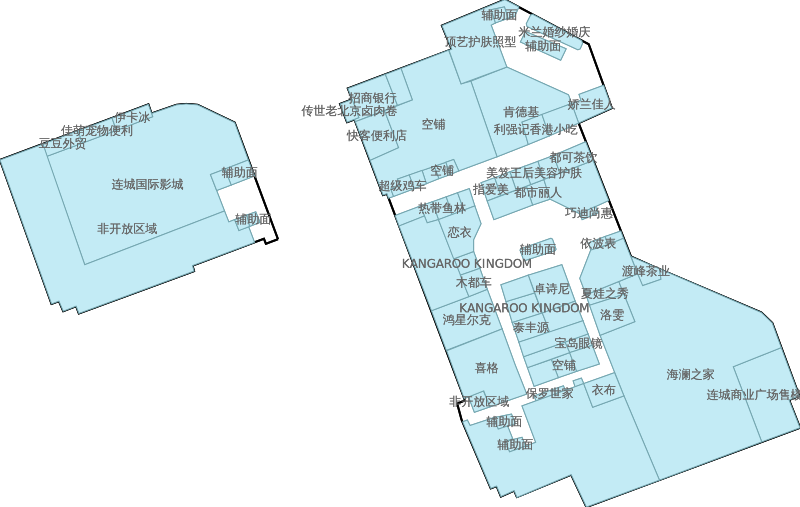 辅助面
米兰婚纱婚庆
顶艺护肤照型
辅助面
招商银行
娇兰佳人
传世老北京卤肉卷
肯德基
伊卡冰
空铺
佳萌宠物便利
利强记香港小吃
快客便利店
豆豆外贸
都可茶饮
空铺
辅助面
美笼王后美容护肤
连城国际影城
超级鸡车
指爱美
都市丽人
热带鱼林
巧迪尚惠
辅助面
非开放区域
恋衣
依波表
辅助面
KANGAROO KINGDOM
渡峰茶业
木都车
卓诗尼
夏娃之秀
KANGAROO KINGDOM
洛雯
鸿星尔克
泰丰源
宝岛眼镜
空铺
喜格
海澜之家
衣布
保罗世家
连城商业广场售楼
非开放区域
辅助面
辅助面